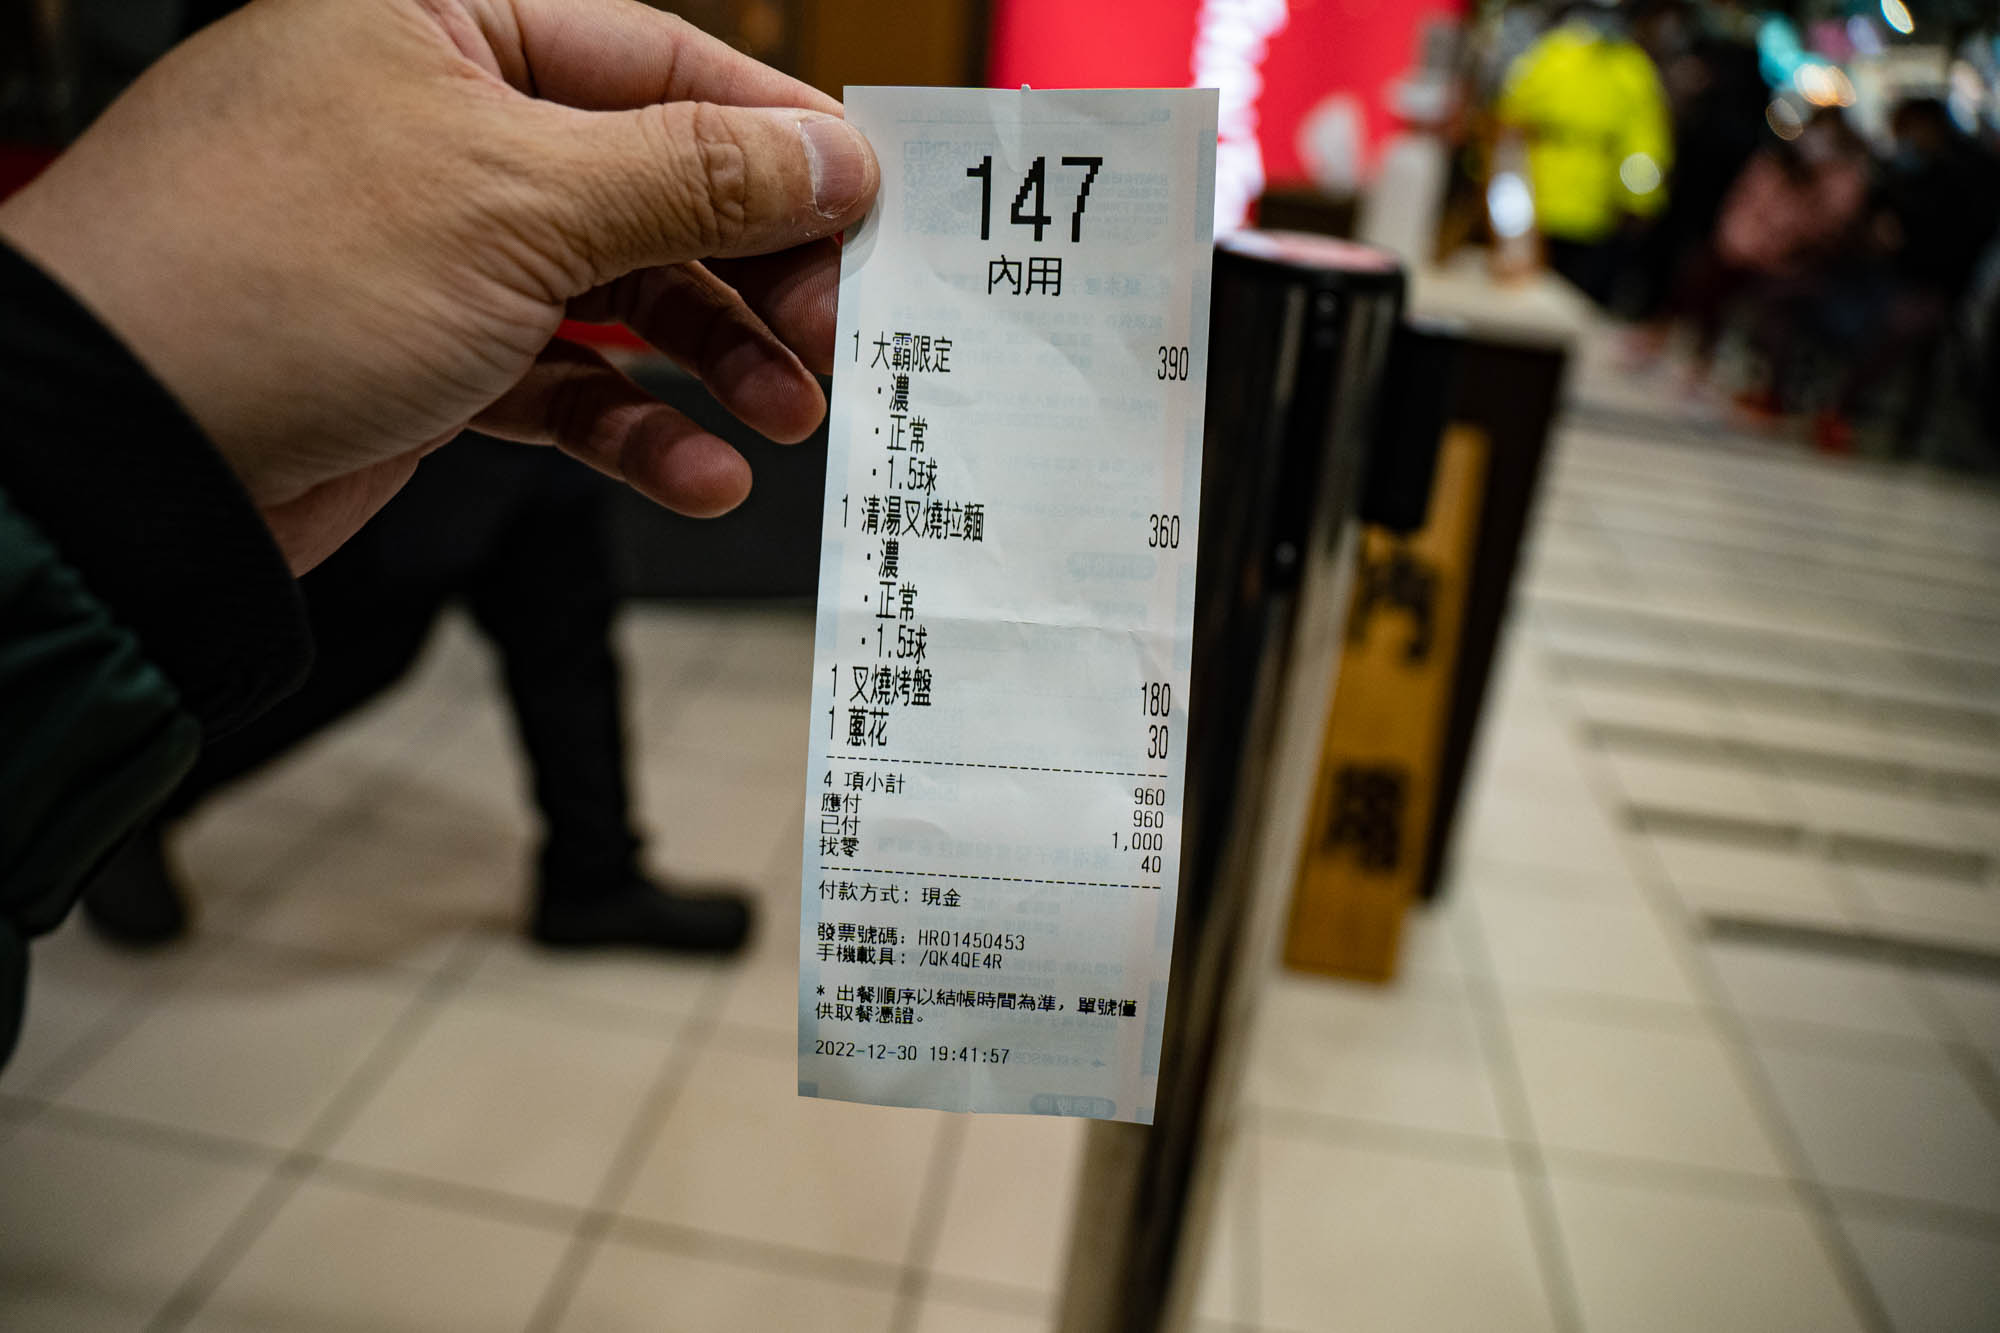 147
內用
1 大霸限定 390
・濃
・正常
・1.5球
1 清湯叉燒拉麵 360
・濃
・正常
・1.5球
1 叉燒烤盤 180
1 蔥花 30
4 項小計 960
應付 960
已付 1,000
找零 40
付款方式: 現金
發票號碼: HR01450453
手機載具: /QK4QE4R
* 出餐順序以結帳時間為準, 單號僅
供取餐憑證。
2022-12-30 19:41:57